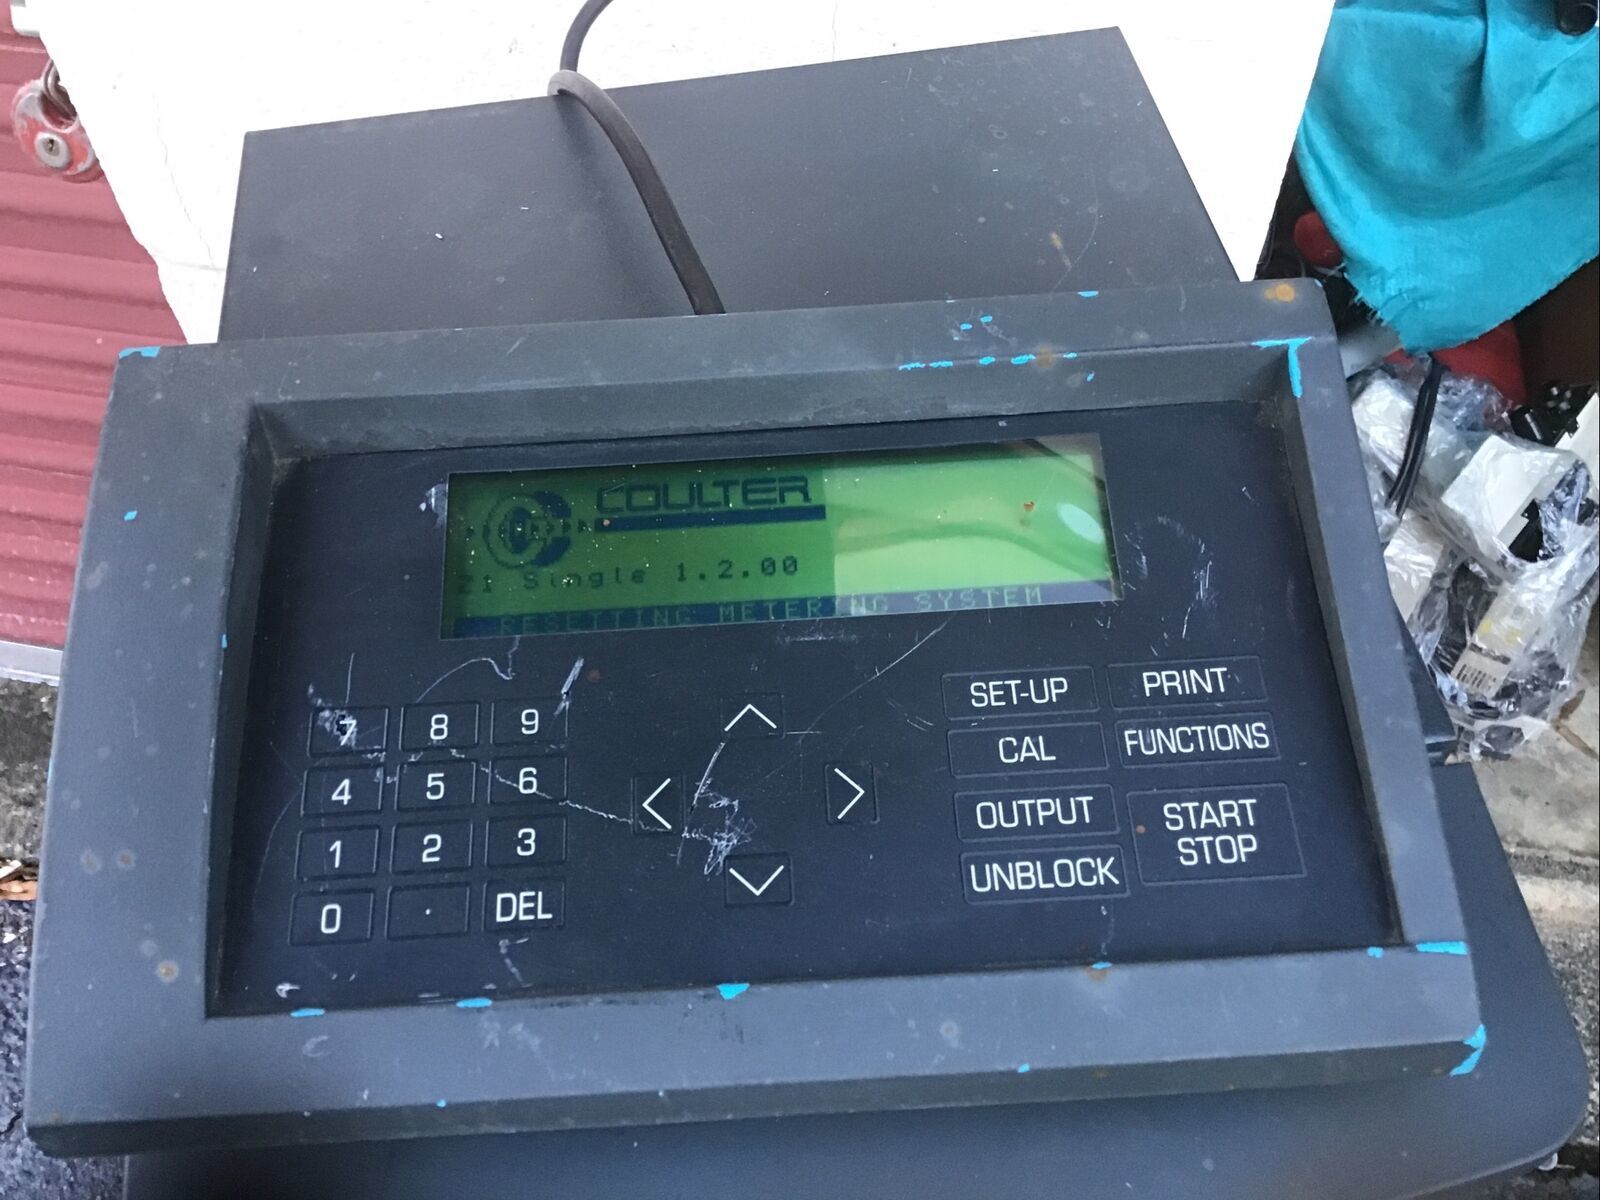 COULTER
Z1 Single 1.2.00
RESETTING METERING SYSTEM
7 8 9
4 5 6
1 2 3
0 . DEL
SET-UP PRINT
CAL FUNCTIONS
OUTPUT START
STOP
UNBLOCK